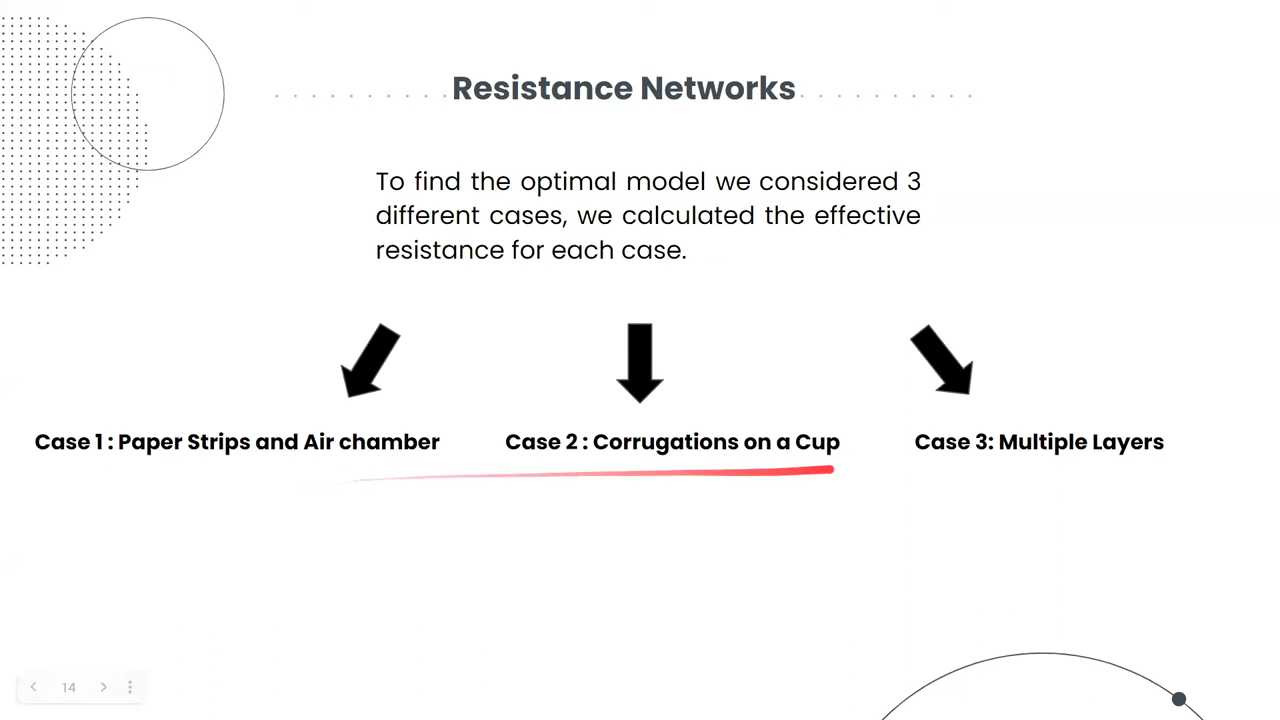 Resistance Networks
To find the optimal model we considered 3
different cases, we calculated the effective
resistance for each case.
Case 1 : Paper Strips and Air chamber
Case 2 : Corrugations on a Cup
Case 3: Multiple Layers
14